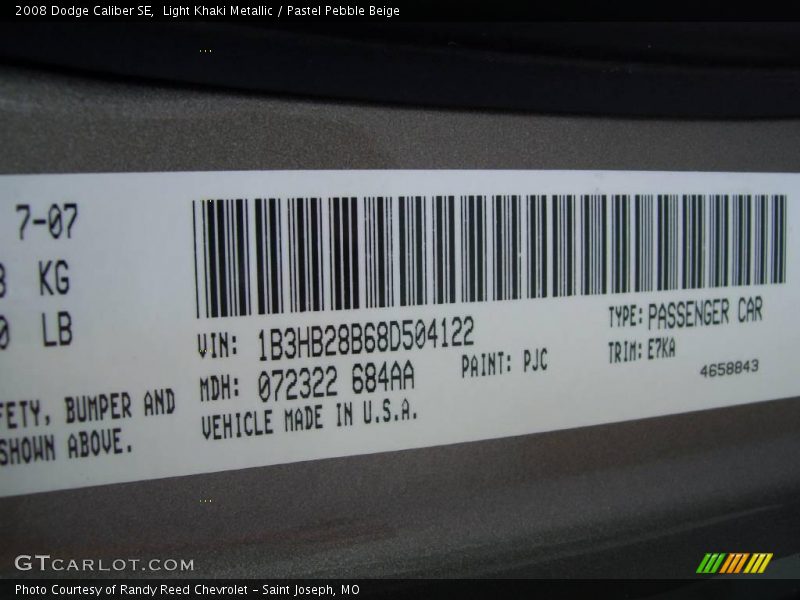 2008 Dodge Caliber SE,  Light Khaki Metallic / Pastel Pebble Beige
7-07
KG
LB
VIN: 1B3HB28B68D504122
TYPE: PASSENGER CAR
MDH: 072322 684AA
PAINT: PJC
TRIM: E7KA
4658843
FETY, BUMPER AND
VEHICLE MADE IN U.S.A.
SHOWN ABOVE.
GTCARLOT.COM
Photo Courtesy of Randy Reed Chevrolet - Saint Joseph, MO